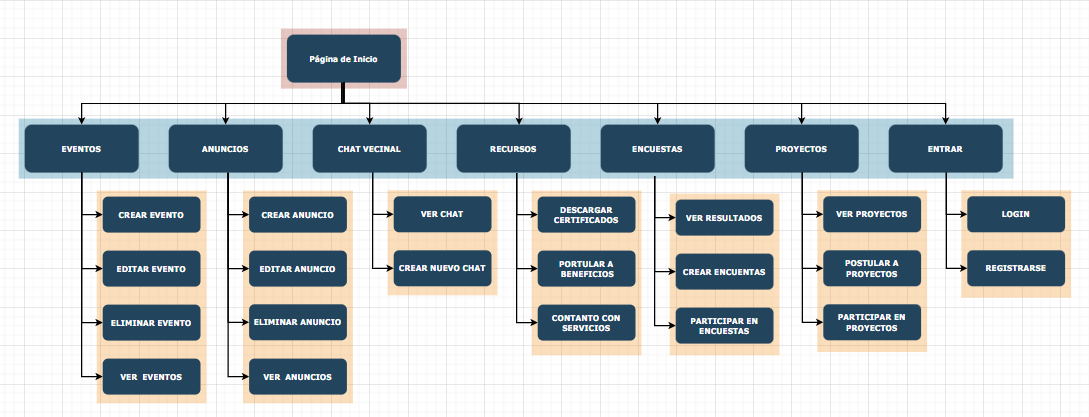 Página de Inicio
EVENTOS
ANUNCIOS
CHAT VECINAL
RECURSOS
ENCUESTAS
PROYECTOS
ENTRAR
CREAR EVENTO
EDITAR EVENTO
ELIMINAR EVENTO
VER EVENTOS
CREAR ANUNCIO
EDITAR ANUNCIO
ELIMINAR ANUNCIO
VER ANUNCIOS
VER CHAT
CREAR NUEVO CHAT
DESCARGAR
CERTIFICADOS
PORTULAR A
BENEFICIOS
CONTANTO CON
SERVICIOS
VER RESULTADOS
CREAR ENCUENTAS
PARTICIPAR EN
ENCUESTAS
VER PROYECTOS
POSTULAR A
PROYECTOS
PARTICIPAR EN
PROYECTOS
LOGIN
REGISTRARSE